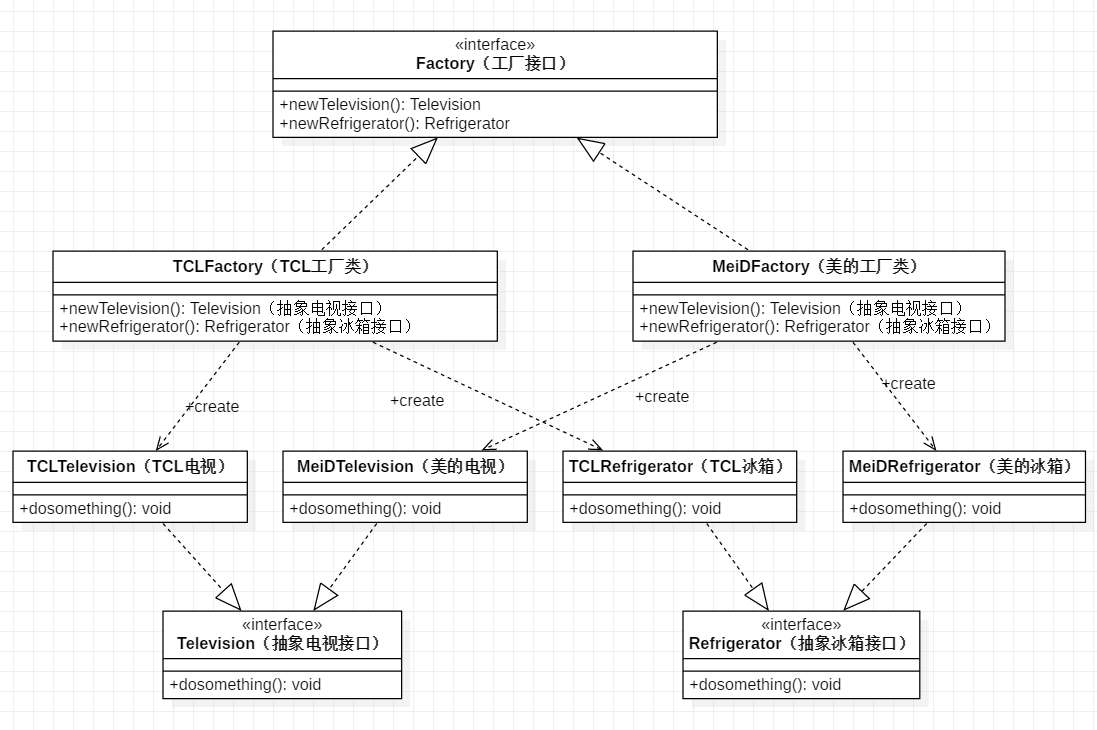 «interface»
Factory（工厂接口）
+newTelevision(): Television
+newRefrigerator(): Refrigerator
TCLFactory（TCL工厂类）
+newTelevision(): Television（抽象电视接口）
+newRefrigerator(): Refrigerator（抽象冰箱接口）
MeiDFactory（美的工厂类）
+newTelevision(): Television（抽象电视接口）
+newRefrigerator(): Refrigerator（抽象冰箱接口）
+create
+create
+create
+create
TCLTelevision（TCL电视）
+dosomething(): void
MeiDTelevision（美的电视）
+dosomething(): void
TCLRefrigerator（TCL冰箱）
+dosomething(): void
MeiDRefrigerator（美的冰箱）
+dosomething(): void
«interface»
Television（抽象电视接口）
+dosomething(): void
«interface»
Refrigerator（抽象冰箱接口）
+dosomething(): void